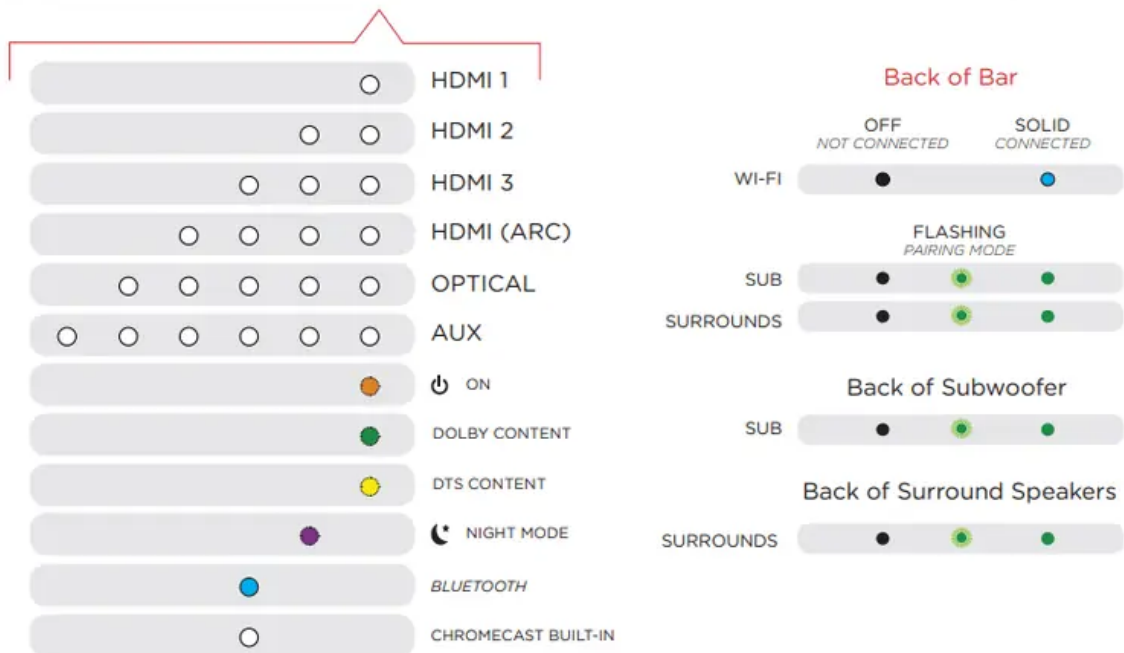 HDMI 1
HDMI 2
HDMI 3
HDMI (ARC)
OPTICAL
AUX
ON
DOLBY CONTENT
DTS CONTENT
NIGHT MODE
BLUETOOTH
CHROMECAST BUILT-IN
Back of Bar
OFF SOLID
NOT CONNECTED CONNECTED
WI-FI
FLASHING
PAIRING MODE
SUB
SURROUNDS
Back of Subwoofer
SUB
Back of Surround Speakers
SURROUNDS